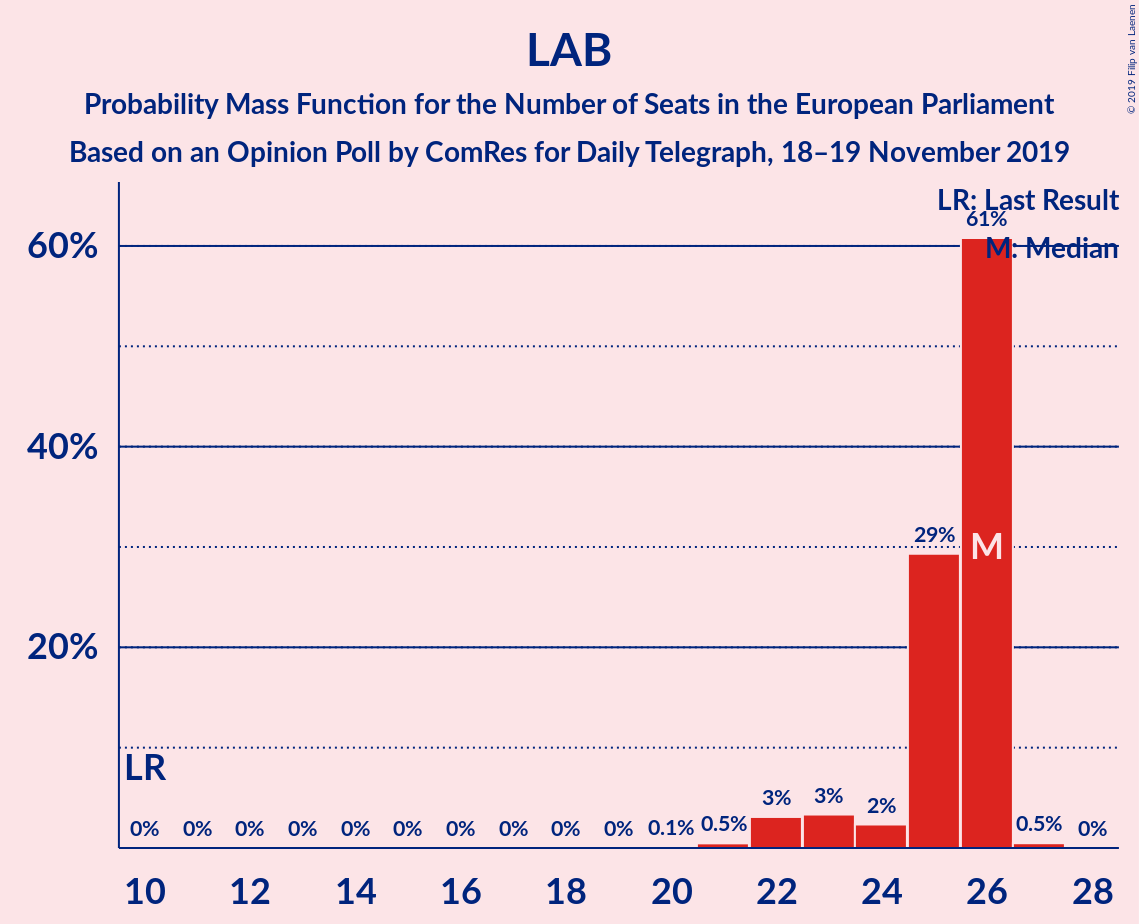 LAB
Probability Mass Function for the Number of Seats in the European Parliament
Based on an Opinion Poll by ComRes for Daily Telegraph, 18–19 November 2019
© 2019 Filip van Laenen
LR: Last Result
M: Median
60%
40%
20%
61%
29%
M
LR
0% 0% 0% 0% 0% 0% 0% 0% 0% 0% 0.1% 0.5% 3% 3% 2% 0.5% 0%
10 12 14 16 18 20 22 24 26 28